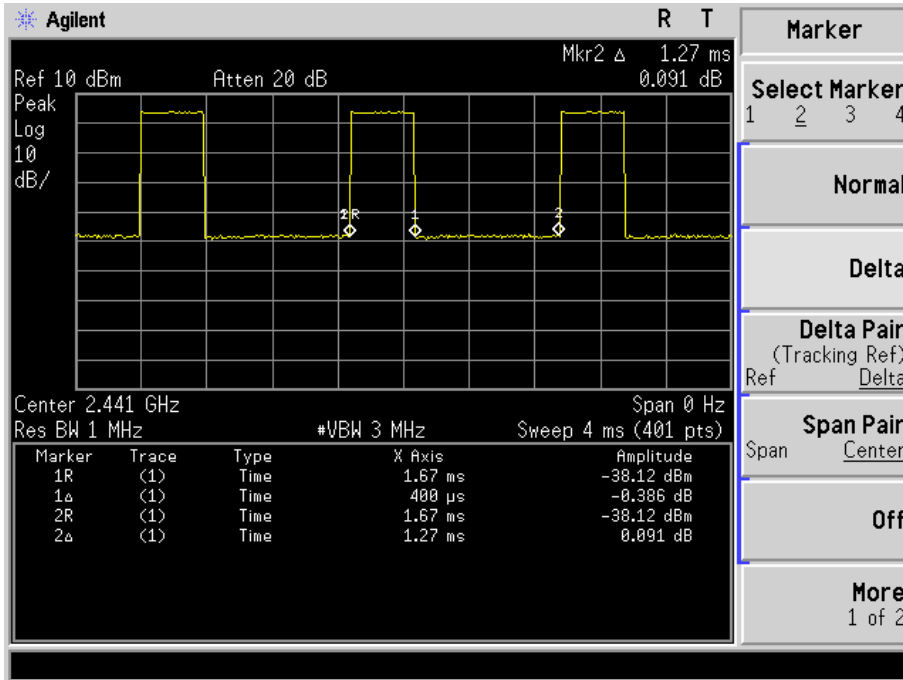 Agilent
R T
Mkr2 Δ 1.27 ms
Ref 10 dBm Atten 20 dB 0.091 dB
Peak
Log
10
dB/
R 1 2
Center 2.441 GHz Span 0 Hz
Res BW 1 MHz #VBW 3 MHz Sweep 4 ms (401 pts)
Marker Trace Type X Axis Amplitude
1R (1) Time 1.67 ms -38.12 dBm
1Δ (1) Time 400 µs -0.386 dB
2R (1) Time 1.67 ms -38.12 dBm
2Δ (1) Time 1.27 ms 0.091 dB
Marker
Select Marker
1 2 3 4
Normal
Delta
Delta Pair
(Tracking Ref)
Ref Delta
Span Pair
Span Center
Off
More
1 of 2